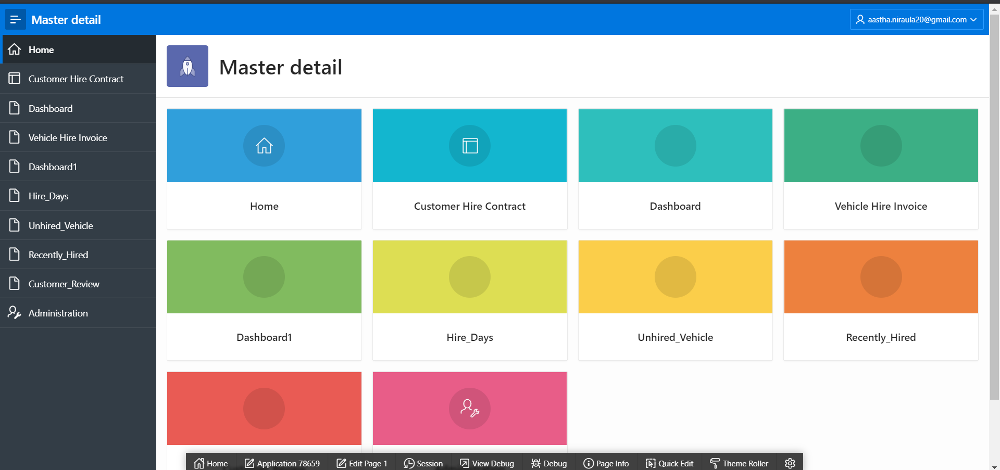 Master detail
aastha.niraula20@gmail.com
Home
Customer Hire Contract
Dashboard
Vehicle Hire Invoice
Dashboard1
Hire_Days
Unhired_Vehicle
Recently_Hired
Customer_Review
Administration
Master detail
Home
Customer Hire Contract
Dashboard
Vehicle Hire Invoice
Dashboard1
Hire_Days
Unhired_Vehicle
Recently_Hired
Home
Application 78659
Edit Page 1
Session
View Debug
Debug
Page Info
Quick Edit
Theme Roller